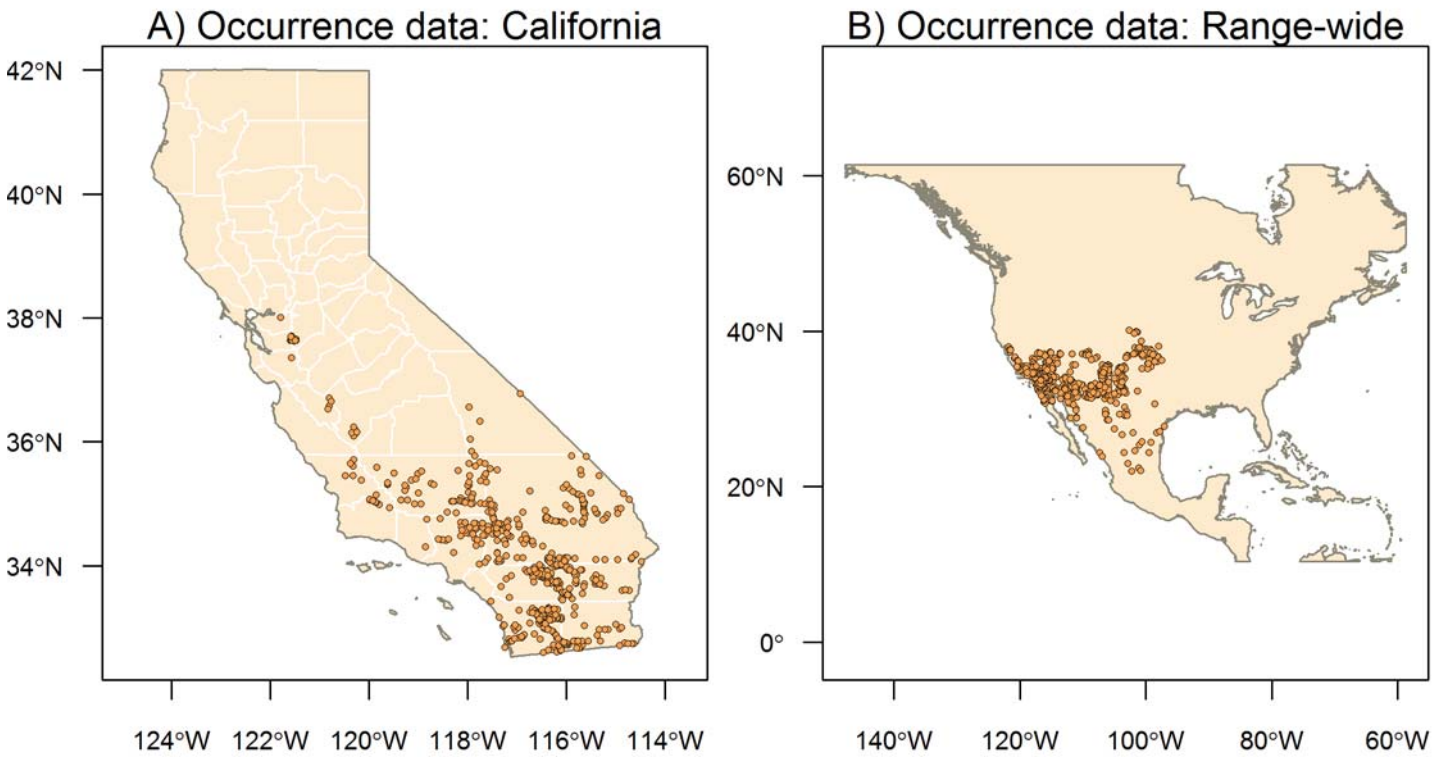 A) Occurrence data: California
42°N
40°N
38°N
36°N
34°N
124°W 122°W 120°W 118°W 116°W 114°W
B) Occurrence data: Range-wide
60°N
40°N
20°N
0°
140°W 120°W 100°W 80°W 60°W